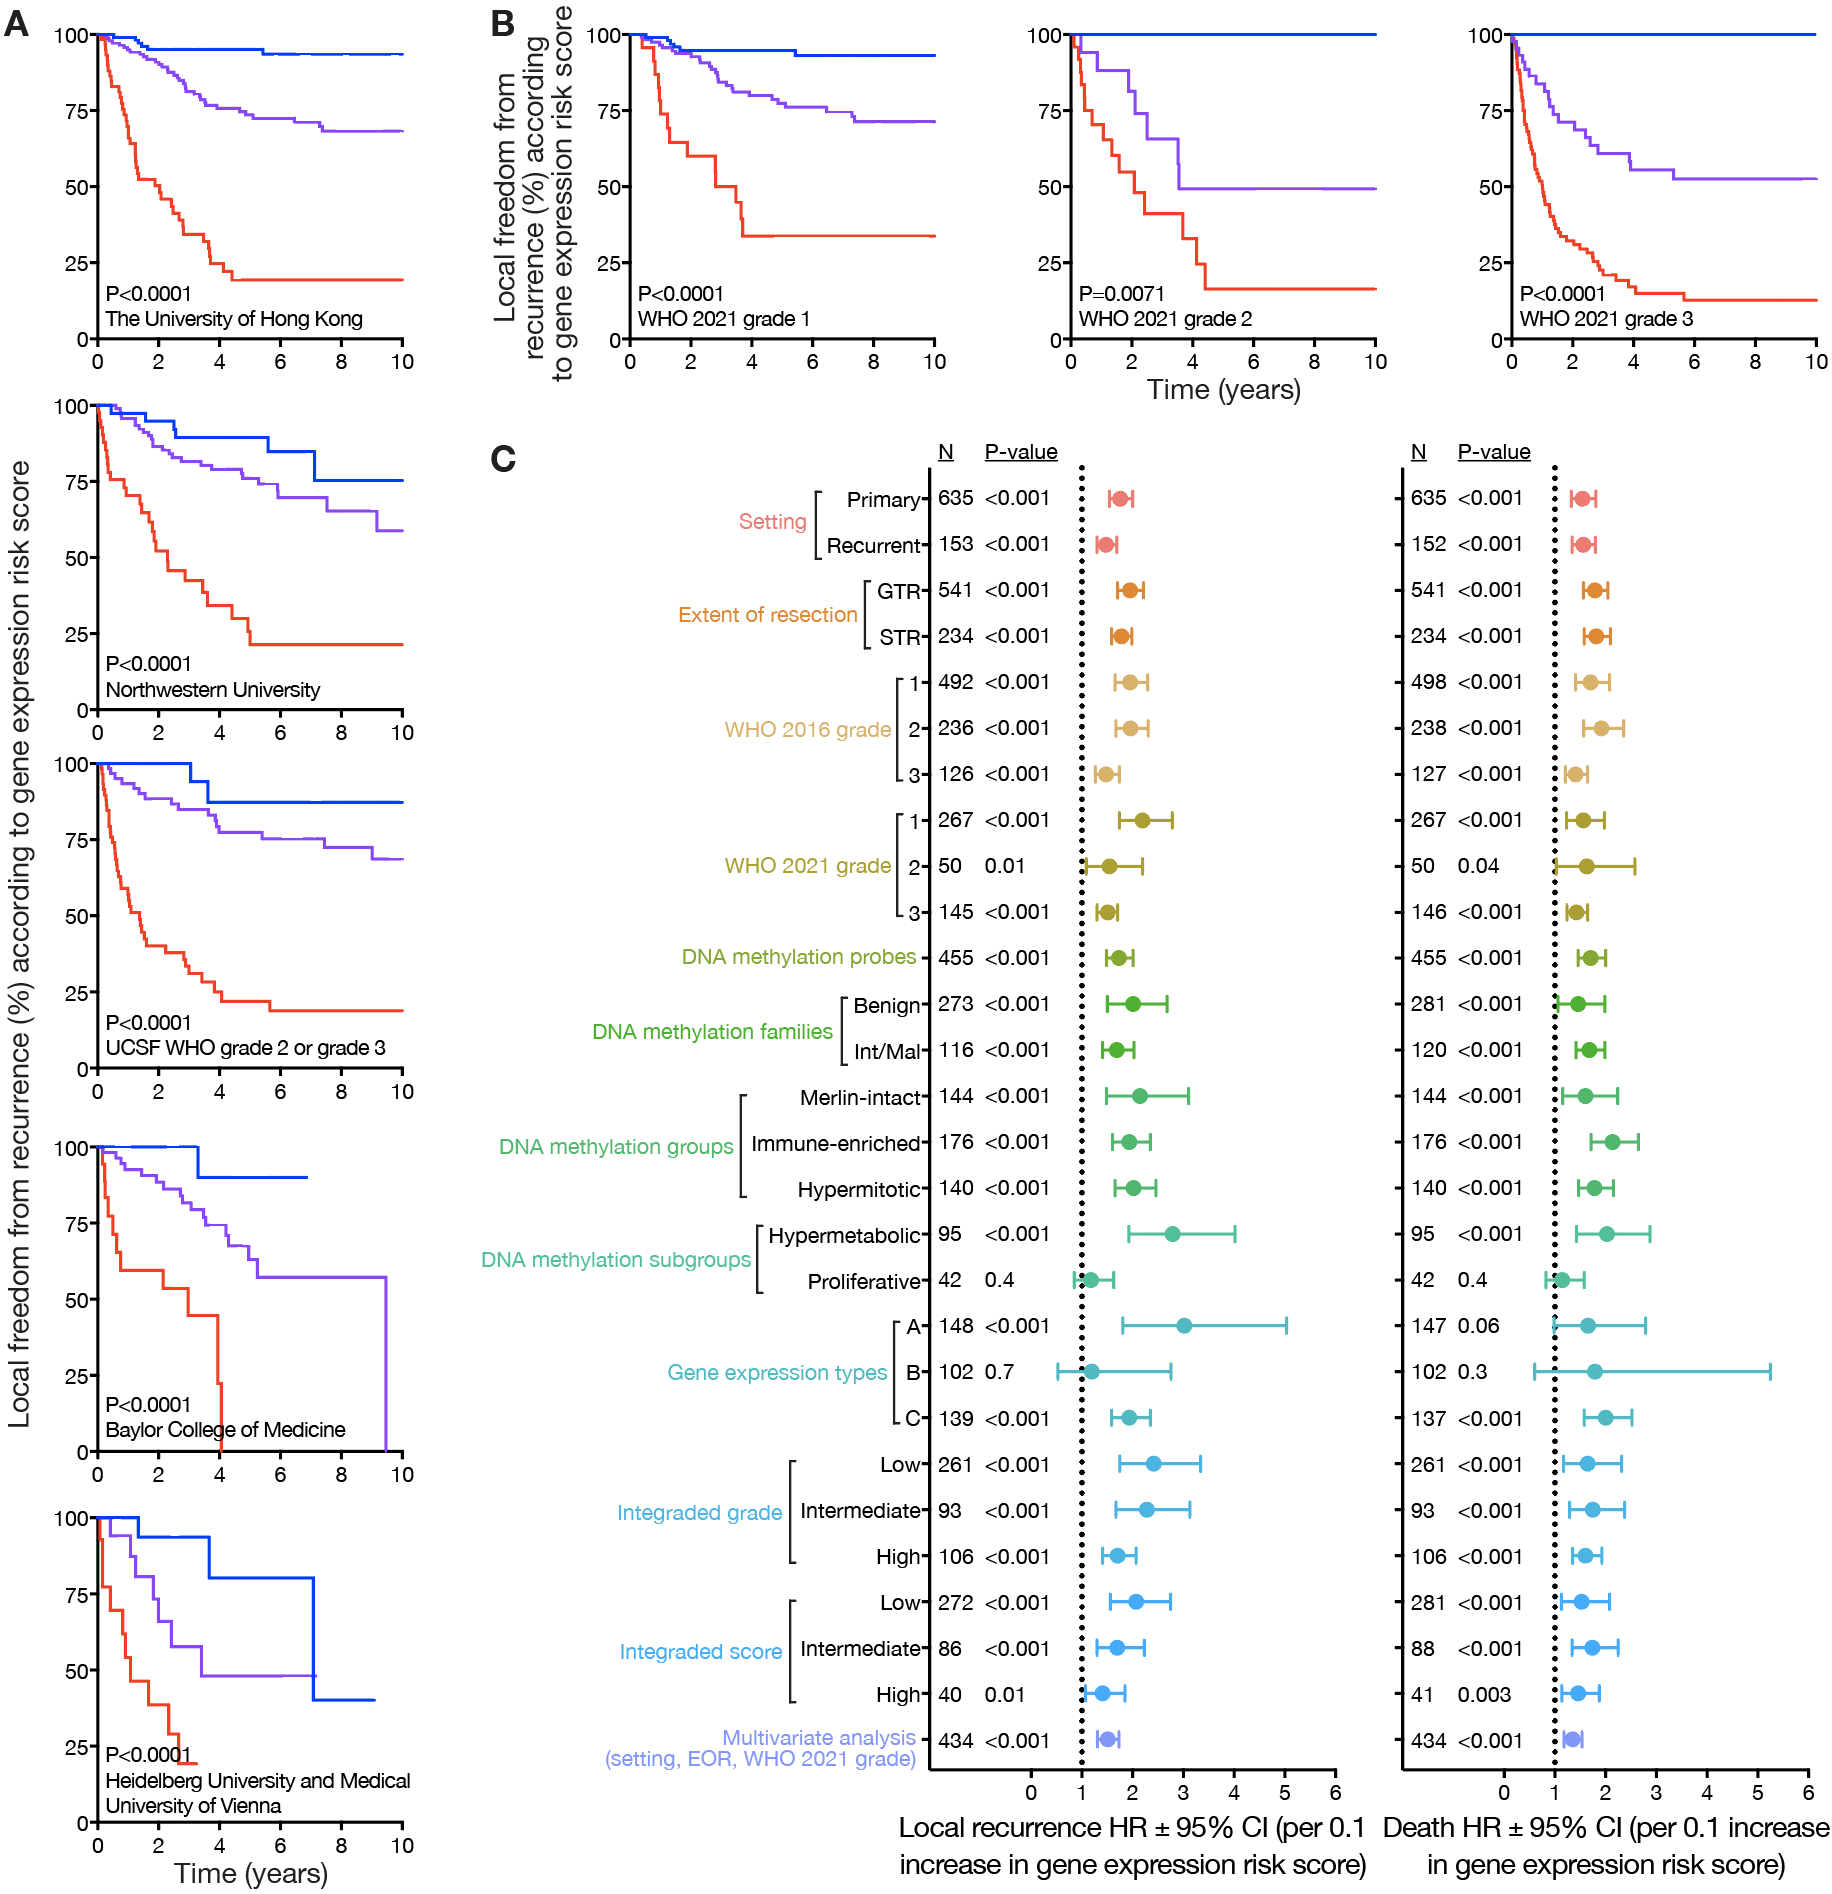 A
Local freedom from recurrence (%) according to gene expression risk score
100
75
50
25
0
P<0.0001
The University of Hong Kong
0 2 4 6 8 10
100
75
50
25
0
P<0.0001
Northwestern University
0 2 4 6 8 10
100
75
50
25
0
P<0.0001
UCSF WHO grade 2 or grade 3
0 2 4 6 8 10
100
75
50
25
0
P<0.0001
Baylor College of Medicine
0 2 4 6 8 10
100
75
50
25
0
P<0.0001
Heidelberg University and Medical
University of Vienna
0 2 4 6 8 10
Time (years)
B
Local freedom from
recurrence (%) according
to gene expression risk score
100
75
50
25
0
P<0.0001
WHO 2021 grade 1
0 2 4 6 8 10
100
75
50
25
0
P=0.0071
WHO 2021 grade 2
0 2 4 6 8 10
100
75
50
25
0
P<0.0001
WHO 2021 grade 3
0 2 4 6 8 10
Time (years)
C
N P-value N P-value
Setting
Primary 635 <0.001 635 <0.001
Recurrent 153 <0.001 152 <0.001
Extent of resection
GTR 541 <0.001 541 <0.001
STR 234 <0.001 234 <0.001
WHO 2016 grade
1 492 <0.001 498 <0.001
2 236 <0.001 238 <0.001
3 126 <0.001 127 <0.001
WHO 2021 grade
1 267 <0.001 267 <0.001
2 50 0.01 50 0.04
3 145 <0.001 146 <0.001
DNA methylation probes 455 <0.001 455 <0.001
DNA methylation families
Benign 273 <0.001 281 <0.001
Int/Mal 116 <0.001 120 <0.001
DNA methylation groups
Merlin-intact 144 <0.001 144 <0.001
Immune-enriched 176 <0.001 176 <0.001
Hypermitotic 140 <0.001 140 <0.001
DNA methylation subgroups
Hypermetabolic 95 <0.001 95 <0.001
Proliferative 42 0.4 42 0.4
Gene expression types
A 148 <0.001 147 0.06
B 102 0.7 102 0.3
C 139 <0.001 137 <0.001
Integraded grade
Low 261 <0.001 261 <0.001
Intermediate 93 <0.001 93 <0.001
High 106 <0.001 106 <0.001
Integraded score
Low 272 <0.001 281 <0.001
Intermediate 86 <0.001 88 <0.001
High 40 0.01 41 0.003
Multivariate analysis
(setting, EOR, WHO 2021 grade) 434 <0.001 434 <0.001
0 1 2 3 4 5 6
Local recurrence HR ± 95% CI (per 0.1
increase in gene expression risk score)
0 1 2 3 4 5 6
Death HR ± 95% CI (per 0.1 increase
in gene expression risk score)